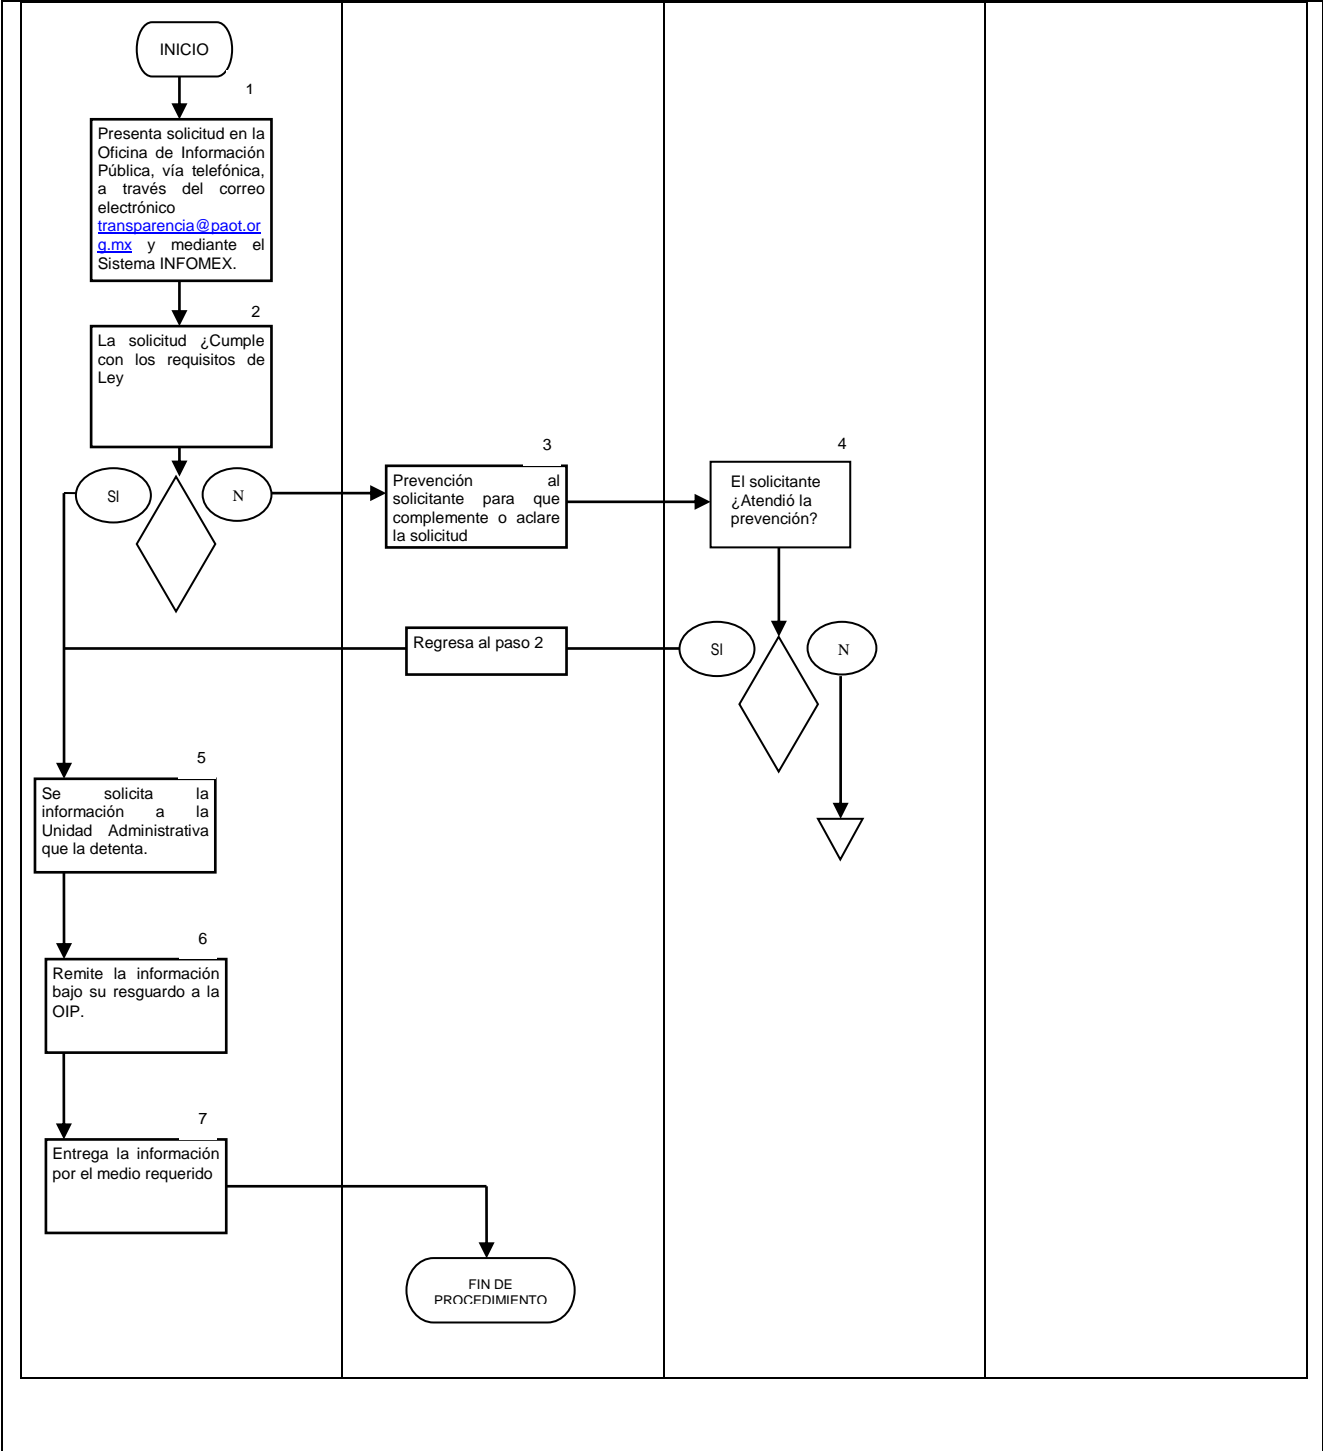 INICIO
1
Presenta solicitud en la
Oficina de Información
Pública, vía telefónica,
a través del correo
electrónico
transparencia@paot.or
g.mx y mediante el
Sistema INFOMEX.
2
La solicitud ¿Cumple
con los requisitos de
Ley
SI
N
3
Prevención al
solicitante para que
complemente o aclare
la solicitud
4
El solicitante
¿Atendió la
prevención?
Regresa al paso 2
SI
N
5
Se solicita la
información a la
Unidad Administrativa
que la detenta.
6
Remite la información
bajo su resguardo a la
OIP.
7
Entrega la información
por el medio requerido
FIN DE
PROCEDIMIENTO